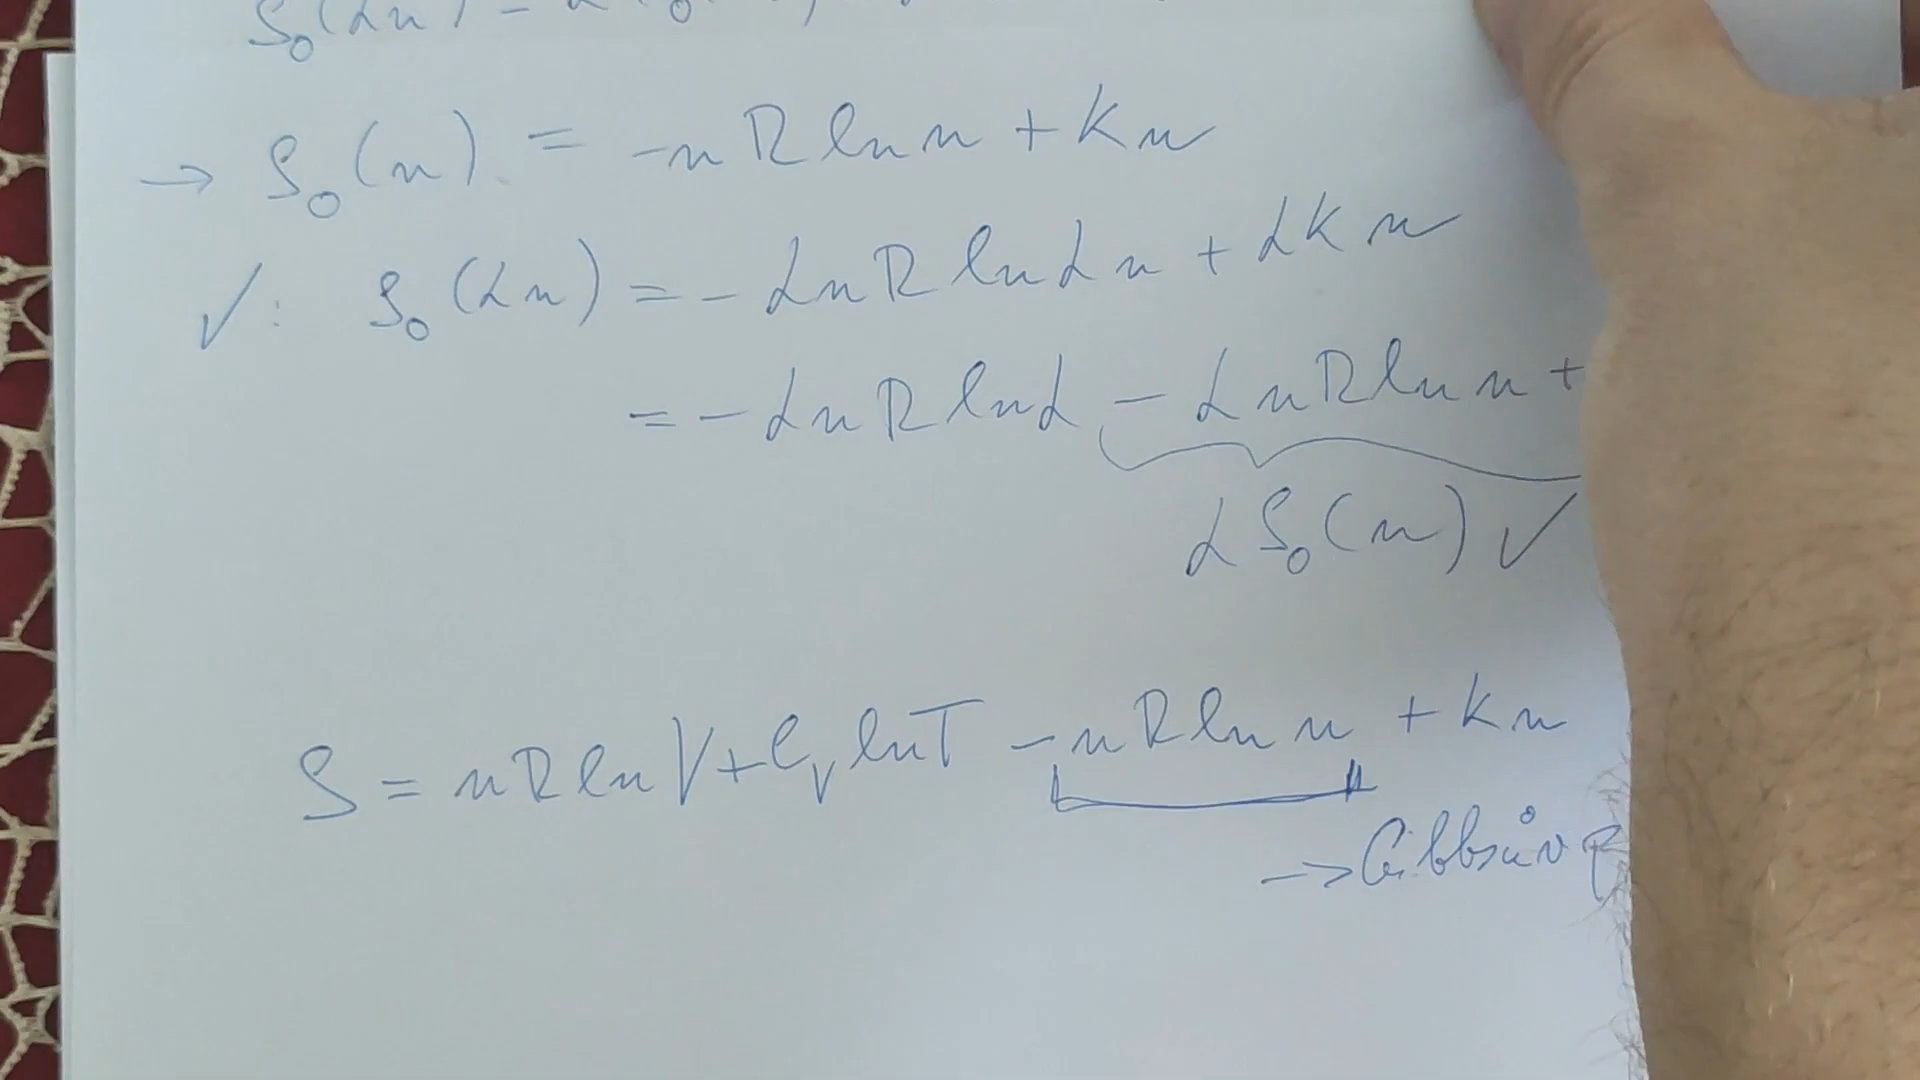 → S₀(n) = -nR ln n + kn
✓: S₀(αn) = - αnR ln αn + αkn
= - αnR ln α - αnR ln n +
αS₀(n) ✓
S = nR ln V + C_V ln T - nR ln n + kn
→ Gibbsův